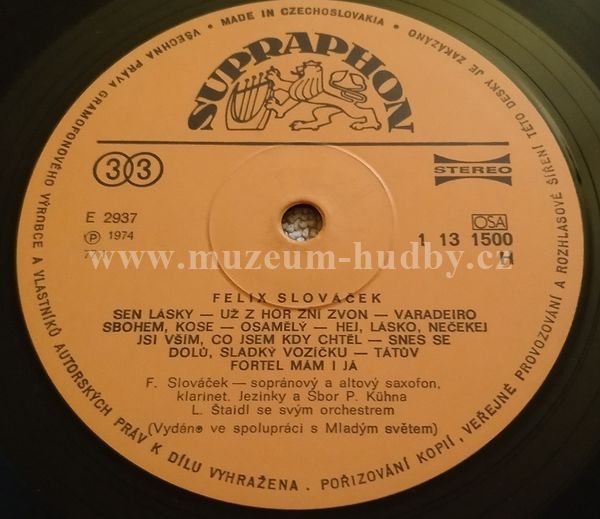 VŠECHNA PRÁVA GRAMOFONOVÉHO VÝROBCE A VLASTNÍKŮ AUTORSKÝCH PRÁV K DÍLU VYHRAŽENA . POŘIZOVÁNÍ KOPIÍ, VEŘEJNÉ PROVOZOVÁNÍ A ROZHLASOVÉ ŠÍŘENÍ TÉTO DESKY JE ZAKÁZÁNO
• MADE IN CZECHOSLOVAKIA •
SUPRAPHON
33
STEREO
E 2937
Ⓟ 1974
OSA
1 13 1500
H
www.muzeum-hudby.cz
FELIX SLOVÁČEK
SEN LÁSKY — UŽ Z HOR ZNÍ ZVON — VARADEIRO
SBOHEM, KOSE — OSAMĚLÝ — HEJ, LÁSKO, NEČEKEJ
JSI VŠÍM, CO JSEM KDY CHTĚL — SNES SE
DOLŮ, SLADKÝ VOZÍČKU — TÁTŮV
FORTEL MÁM I JÁ
F. Slováček — sopránový a altový saxofon,
klarinet. Jezinky a Sbor P. Kühna
L. Štaidl se svým orchestrem
(Vydáno ve spolupráci s Mladým světem)